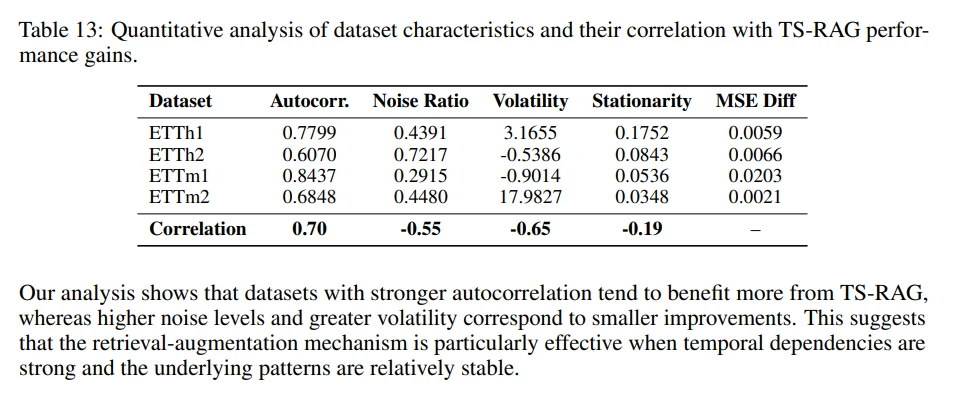 Table 13: Quantitative analysis of dataset characteristics and their correlation with TS-RAG perfor-
mance gains.
Dataset Autocorr. Noise Ratio Volatility Stationarity MSE Diff
ETTh1 0.7799 0.4391 3.1655 0.1752 0.0059
ETTh2 0.6070 0.7217 -0.5386 0.0843 0.0066
ETTm1 0.8437 0.2915 -0.9014 0.0536 0.0203
ETTm2 0.6848 0.4480 17.9827 0.0348 0.0021
Correlation 0.70 -0.55 -0.65 -0.19 –
Our analysis shows that datasets with stronger autocorrelation tend to benefit more from TS-RAG,
whereas higher noise levels and greater volatility correspond to smaller improvements. This suggests
that the retrieval-augmentation mechanism is particularly effective when temporal dependencies are
strong and the underlying patterns are relatively stable.